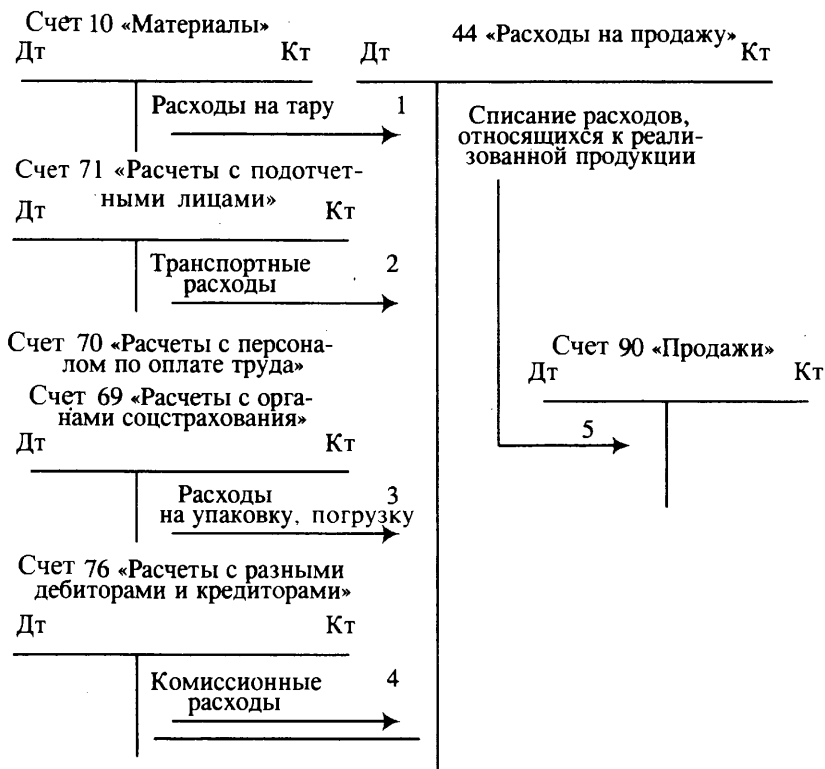 Счет 10 «Материалы»
Дт Кт
Расходы на тару 1
Счет 71 «Расчеты с подотчет-
ными лицами»
Дт Кт
Транспортные 2
расходы
Счет 70 «Расчеты с персона-
лом по оплате труда»
Счет 69 «Расчеты с орга-
нами соцстрахования»
Дт Кт
Расходы 3
на упаковку, погрузку
Счет 76 «Расчеты с разными
дебиторами и кредиторами»
Дт Кт
Комиссионные 4
расходы
44 «Расходы на продажу»
Дт Кт
Списание расходов,
относящихся к реали-
зованной продукции
Счет 90 «Продажи»
Дт Кт
5